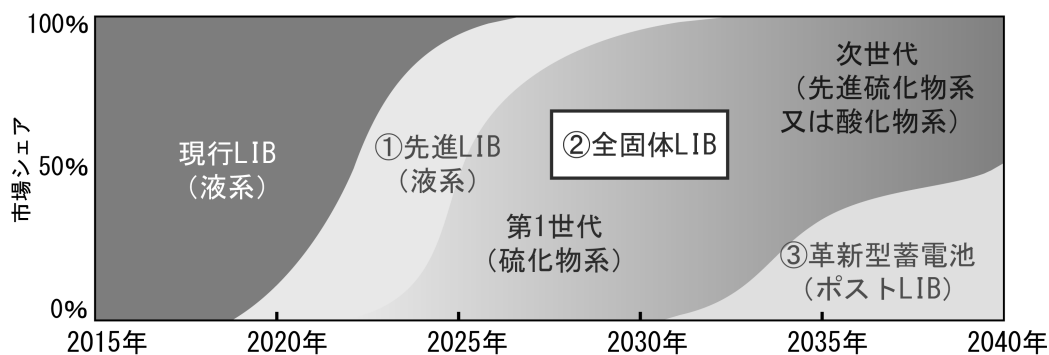 100%
50%
0%
市場シェア
現行LIB
（液系）
①先進LIB
（液系）
②全固体LIB
第1世代
（硫化物系）
次世代
（先進硫化物系
又は酸化物系）
③革新型蓄電池
（ポストLIB）
2015年
2020年
2025年
2030年
2035年
2040年